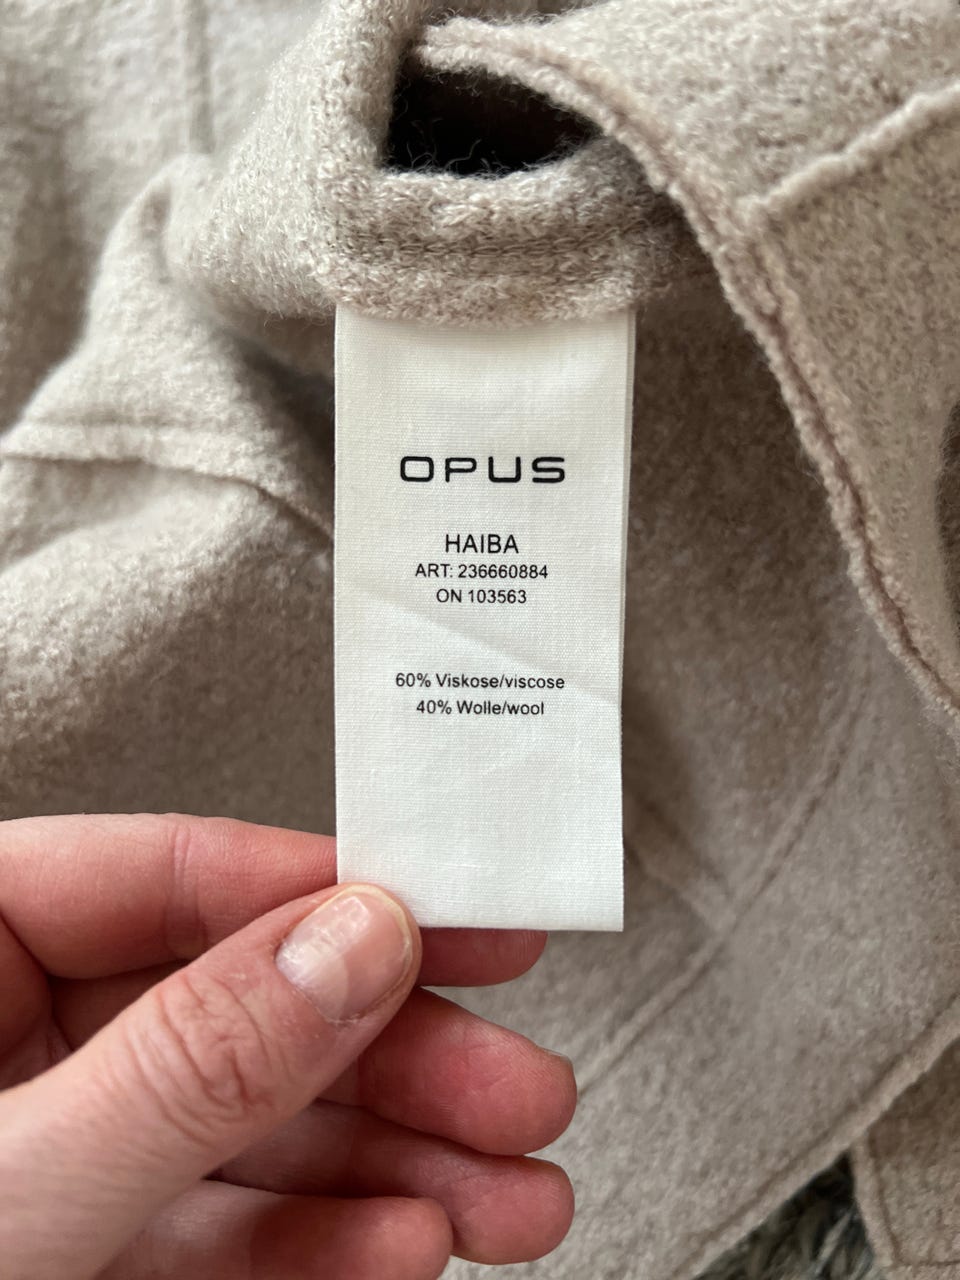 OPUS
HAIBA
ART: 236660884
ON 103563
60% Viskose/viscose
40% Wolle/wool